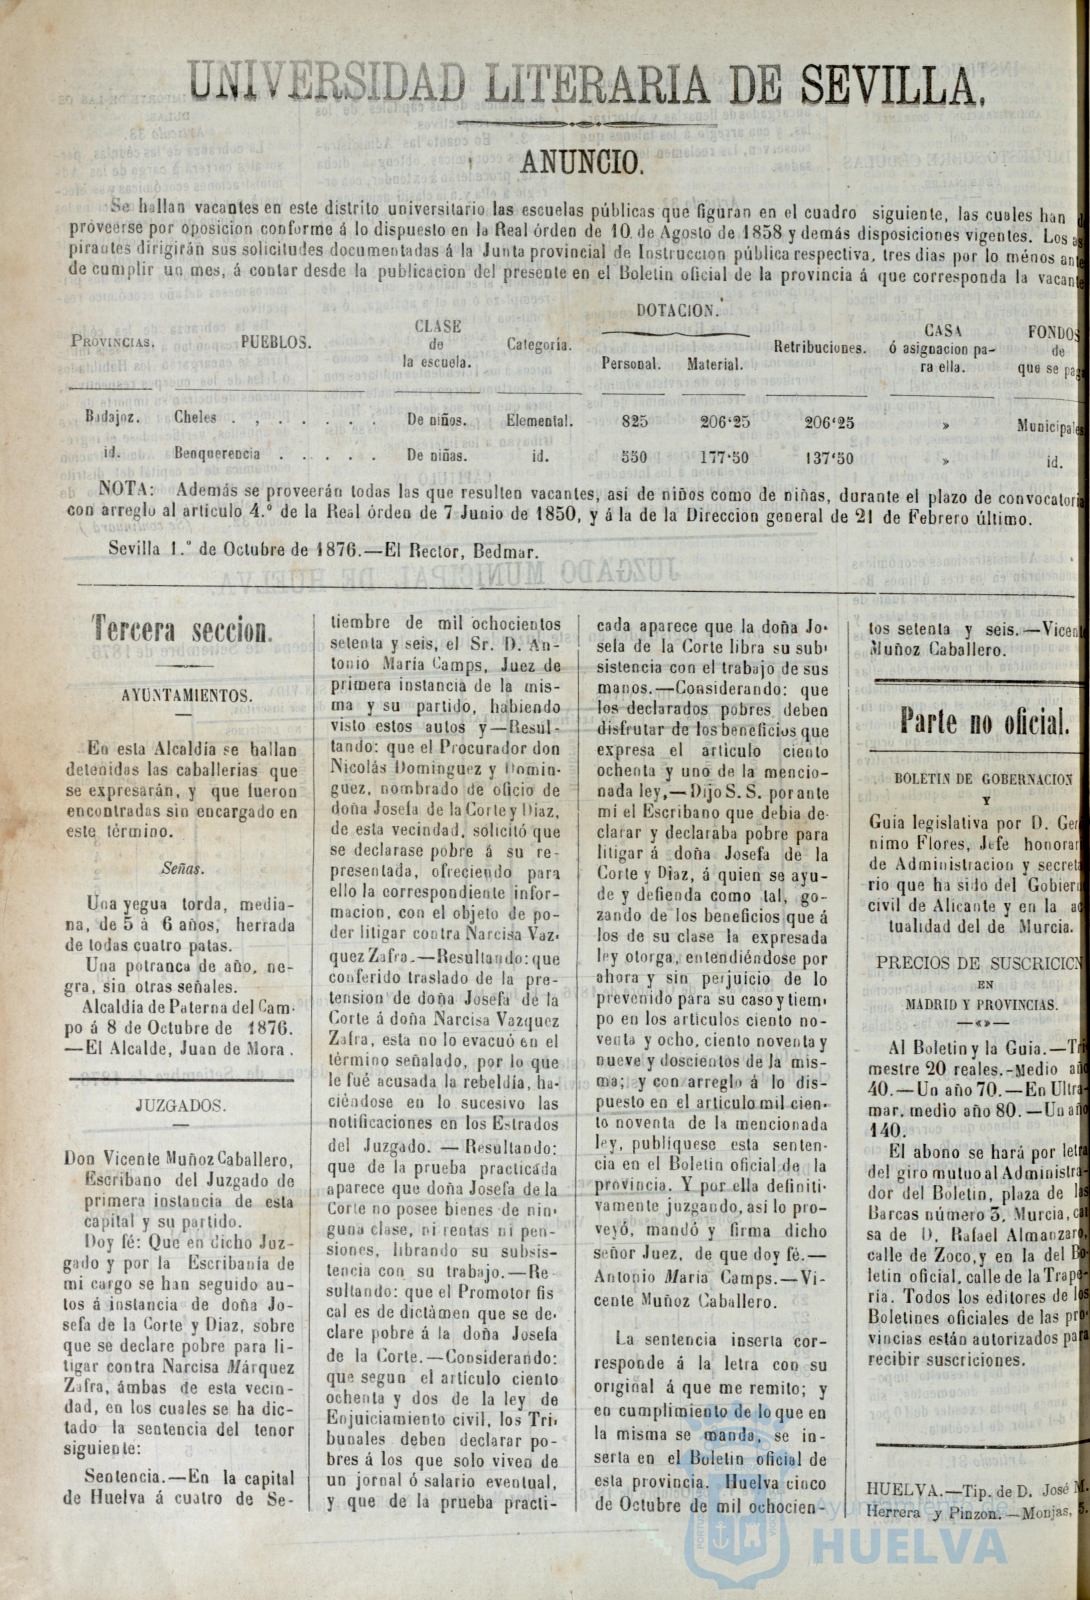 UNIVERSIDAD LITERARIA DE SEVILLA.
ANUNCIO.
Se hallan vacantes en este distrito universitario las escuelas públicas que figuran en el cuadro siguiente, las cuales han d
proveerse por oposicion conforme á lo dispuesto en la Real órden de 10 de Agosto de 1858 y demás disposiciones vigentes. Los as
pirantes dirigirán sus solicitudes documentadas á la Junta provincial de Instruccion pública respectiva, tres dias por lo ménos ante
de cumplir un mes, á contar desde la publicacion del presente en el Boletin oficial de la provincia á que corresponda la vacante
PROVINCIAS. PUEBLOS. CLASE de la escuela. Categoría. DOTACION. Personal. Material. Retribuciones. CASA ó asignacion pa- ra ella. FONDOS de que se pag
Badajoz. Cheles . , . . . . . . De niños. Elemental. 825 206'25 206'25 » Municipales
id. Benquerencia . . . . . De niñas. id. 550 177'50 137'50 » id.
NOTA: Además se proveerán todas las que resulten vacantes, asi de niños como de niñas, durante el plazo de convocatoria
con arreglo al artículo 4.º de la Real órden de 7 Junio de 1850, y á la de la Direccion general de 21 de Febrero último.
Sevilla 1.º de Octubre de 1876.—El Rector, Bedmar.
Tercera seccion.
AYUNTAMIENTOS.
En esta Alcaldía se hallan
detenidas las caballerias que
se expresarán, y que fueron
encontradas sin encargado en
este término.
Señas.
Una yegua torda, media-
na, de 5 á 6 años, herrada
de todas cuatro patas.
Una potranca de año, ne-
gra, sin otras señales.
Alcaldía de Paterna del Cam-
po á 8 de Octubre de 1876.
—El Alcalde, Juan de Mora.
JUZGADOS.
Don Vicente Muñoz Caballero,
Escribano del Juzgado de
primera instancia de esta
capital y su partido.
Doy fé: Que en dicho Juz-
gado y por la Escribanía de
mi cargo se han seguido au-
tos á instancia de doña Jo-
sefa de la Corte y Diaz, sobre
que se declare pobre para li-
tigar contra Narcisa Márquez
Zafra, ámbas de esta vecin-
dad, en los cuales se ha dic-
tado la sentencia del tenor
siguiente:
Sentencia.—En la capital
de Huelva á cuatro de Se-
tiembre de mil ochocientos
setenta y seis, el Sr. D. An-
tonio María Camps, Juez de
primera instancia de la mis-
ma y su partido, habiendo
visto estos autos y—Resul-
tando: que el Procurador don
Nicolás Dominguez y Domin-
guez, nombrado de oficio de
doña Josefa de la Corte y Diaz,
de esta vecindad, solicitó que
se declarase pobre á su re-
presentada, ofreciendo para
ello la correspondiente infor-
macion, con el objeto de po-
der litigar contra Narcisa Vaz-
quez Zafra.—Resultando: que
conferido traslado de la pre-
tension de doña Josefa de la
Corte á doña Narcisa Vazquez
Zafra, esta no lo evacuó en el
término señalado, por lo que
le fué acusada la rebeldía, ha-
ciéndose en lo sucesivo las
notificaciones en los Estrados
del Juzgado. — Resultando:
que de la prueba practicada
aparece que doña Josefa de la
Corte no posee bienes de nin-
guna clase, ni rentas ni pen-
siones, librando su subsis-
tencia con su trabajo.—Re-
sultando: que el Promotor fis
cal es de dictámen que se de-
clare pobre á la doña Josefa
de la Corte.—Considerando:
que segun el artículo ciento
ochenta y dos de la ley de
Enjuiciamiento civil, los Tri-
bunales deben declarar po-
bres á los que solo viven de
un jornal ó salario eventual,
y que de la prueba practi-
cada aparece que la doña Jo-
sefa de la Corte libra su sub-
sistencia con el trabajo de sus
manos.—Considerando: que
los declarados pobres deben
disfrutar de los beneficios que
expresa el articulo ciento
ochenta y uno de la mencio-
nada ley,—Dijo S. S. por ante
mí el Escribano que debia de-
clarar y declaraba pobre para
litigar á doña Josefa de la
Corte y Diaz, á quien se ayu-
de y defienda como tal, go-
zando de los beneficios que á
los de su clase la expresada
ley otorga, entendiéndose por
ahora y sin perjuicio de lo
prevenido para su caso y tiem-
po en los articulos ciento no-
venta y ocho, ciento noventa y
nueve y doscientos de la mis-
ma; y con arreglo á lo dis-
puesto en el artículo mil cien-
to noventa de la mencionada
ley, publíquese esta senten-
cia en el Boletin oficial de la
provincia. Y por ella definiti-
vamente juzgando, asi lo pro-
veyó, mandó y firma dicho
señor Juez, de que doy fé.—
Antonio Maria Camps.—Vi-
cente Muñoz Caballero.
La sentencia inserta cor-
responde á la letra con su
original á que me remito; y
en cumplimiento de lo que en
la misma se manda, se in-
serta en el Boletin oficial de
esta provincia. Huelva cinco
de Octubre de mil ochocien-
tos setenta y seis.—Vicente
Muñoz Caballero.
Parte no oficial.
BOLETIN DE GOBERNACION
Y
Guia legislativa por D. Ger
nimo Flores, Jefe honorar
de Administracion y secreta
rio que ha sido del Gobiern
civil de Alicante y en la ac
tualidad del de Murcia.
PRECIOS DE SUSCRICION
EN
MADRID Y PROVINCIAS.
—«»—
Al Boletin y la Guia.—Tri
mestre 20 reales.-Medio año
40.—Un año 70.—En Ultra-
mar, medio año 80.—Un año
140.
El abono se hará por letra
del giro mutuo al Administra-
dor del Boletin, plaza de las
Barcas número 3, Murcia, ca
sa de D. Rafael Almanzaro,
calle de Zoco, y en la del Bo-
letin oficial, calle de la Trape-
ria. Todos los editores de los
Boletines oficiales de las pro-
vincias están autorizados para
recibir suscriciones.
HUELVA.—Tip. de D. José M.
Herrera y Pinzon.—Monjas, 5.
Ayuntamiento de
HUELVA